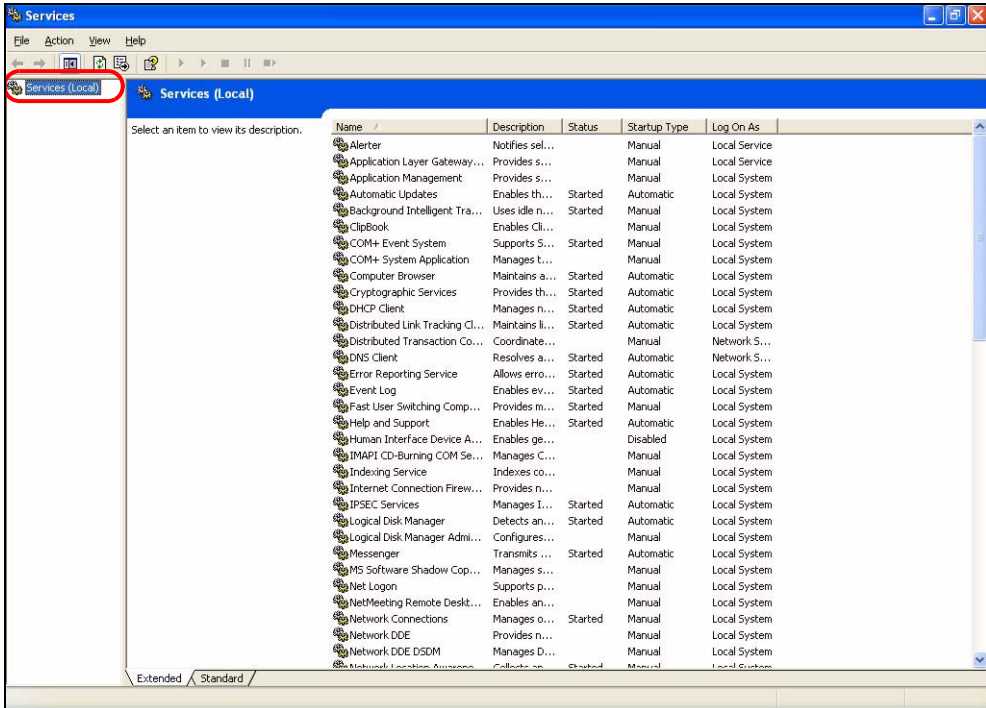 Services
File Action View Help
Services (Local)
Services (Local)
Select an item to view its description.
Name Description Status Startup Type Log On As
Alerter Notifies sel... Manual Local Service
Application Layer Gateway... Provides s... Manual Local Service
Application Management Provides s... Manual Local System
Automatic Updates Enables th... Started Automatic Local System
Background Intelligent Tra... Uses idle n... Started Manual Local System
ClipBook Enables Cli... Manual Local System
COM+ Event System Supports S... Started Manual Local System
COM+ System Application Manages t... Manual Local System
Computer Browser Maintains a... Started Automatic Local System
Cryptographic Services Provides th... Started Automatic Local System
DHCP Client Manages n... Started Automatic Local System
Distributed Link Tracking Cl... Maintains li... Started Automatic Local System
Distributed Transaction Co... Coordinate... Manual Network S...
DNS Client Resolves a... Started Automatic Network S...
Error Reporting Service Allows erro... Started Automatic Local System
Event Log Enables ev... Started Automatic Local System
Fast User Switching Comp... Provides m... Started Manual Local System
Help and Support Enables He... Started Automatic Local System
Human Interface Device A... Enables ge... Disabled Local System
IMAPI CD-Burning COM Se... Manages C... Manual Local System
Indexing Service Indexes co... Manual Local System
Internet Connection Firew... Provides n... Manual Local System
IPSEC Services Manages I... Started Automatic Local System
Logical Disk Manager Detects an... Started Automatic Local System
Logical Disk Manager Admi... Configures... Manual Local System
Messenger Transmits ... Started Automatic Local System
MS Software Shadow Cop... Manages s... Manual Local System
Net Logon Supports p... Manual Local System
NetMeeting Remote Deskt... Enables an... Manual Local System
Network Connections Manages o... Started Manual Local System
Network DDE Provides n... Manual Local System
Network DDE DSDM Manages D... Manual Local System
Network Location Awarene... Collects an... Started Manual Local System
Extended Standard